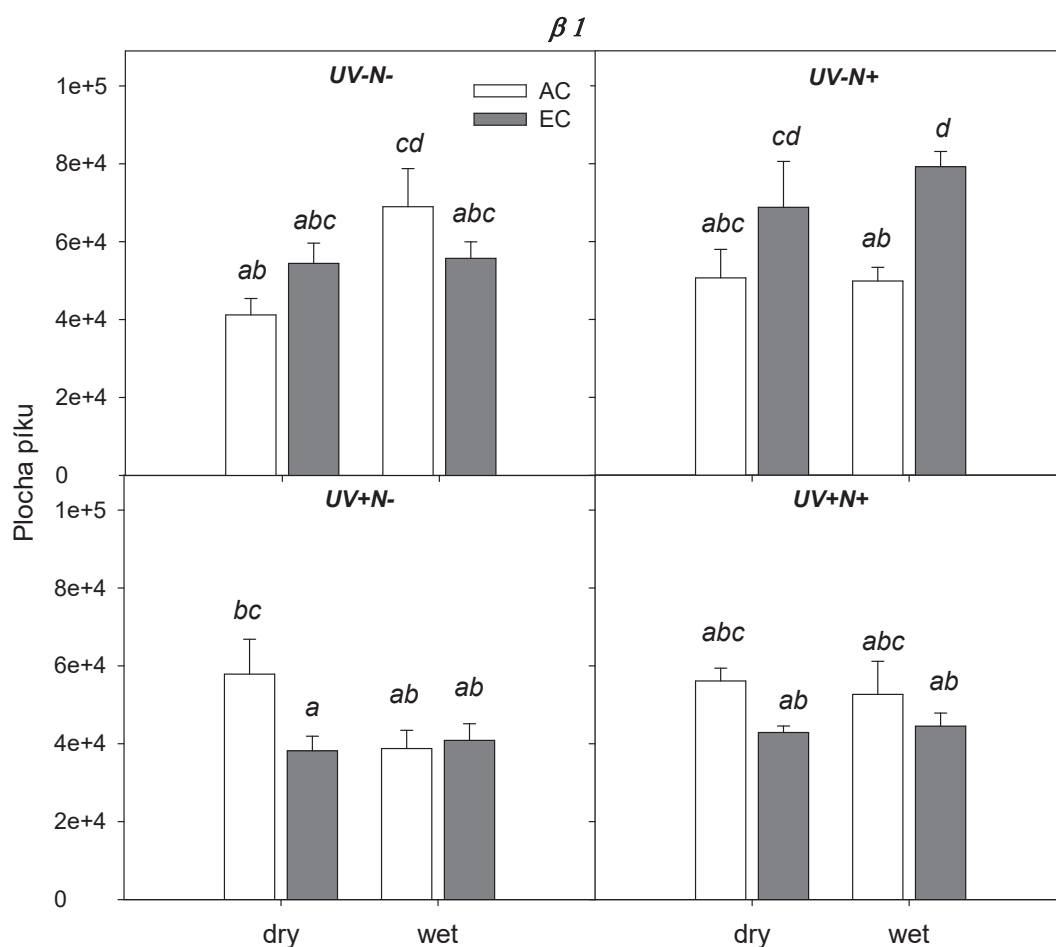 β 1
Plocha píku
UV-N-
AC
EC
1e+5
8e+4
6e+4
4e+4
2e+4
0
ab
abc
cd
abc
UV-N+
abc
cd
ab
d
UV+N-
1e+5
8e+4
6e+4
4e+4
2e+4
0
bc
a
ab
ab
UV+N+
abc
ab
abc
ab
dry wet dry wet